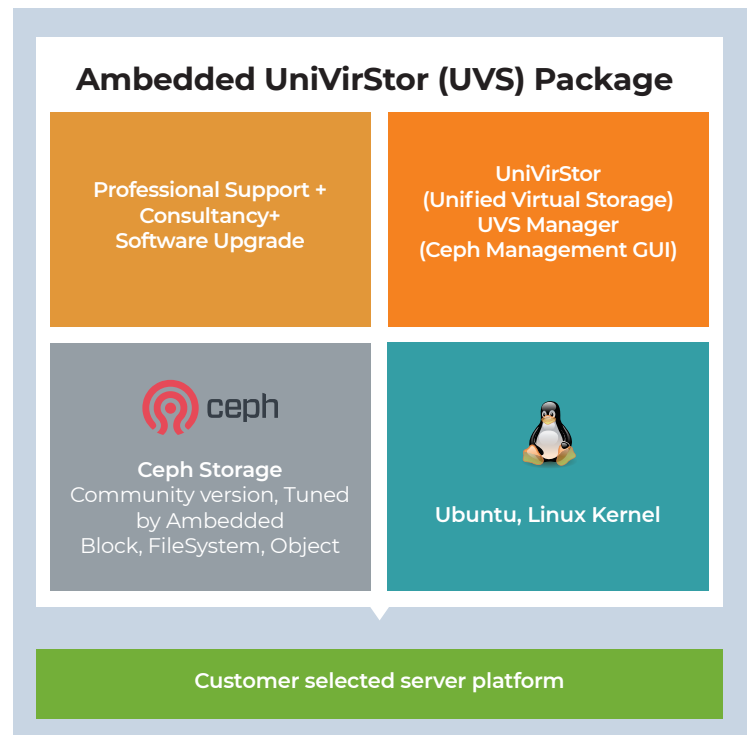 Ambedded UniVirStor (UVS) Package
Professional Support +
Consultancy+
Software Upgrade
UniVirStor
(Unified Virtual Storage)
UVS Manager
(Ceph Management GUI)
ceph
Ceph Storage
Community version, Tuned
by Ambedded
Block, FileSystem, Object
Ubuntu, Linux Kernel
Customer selected server platform